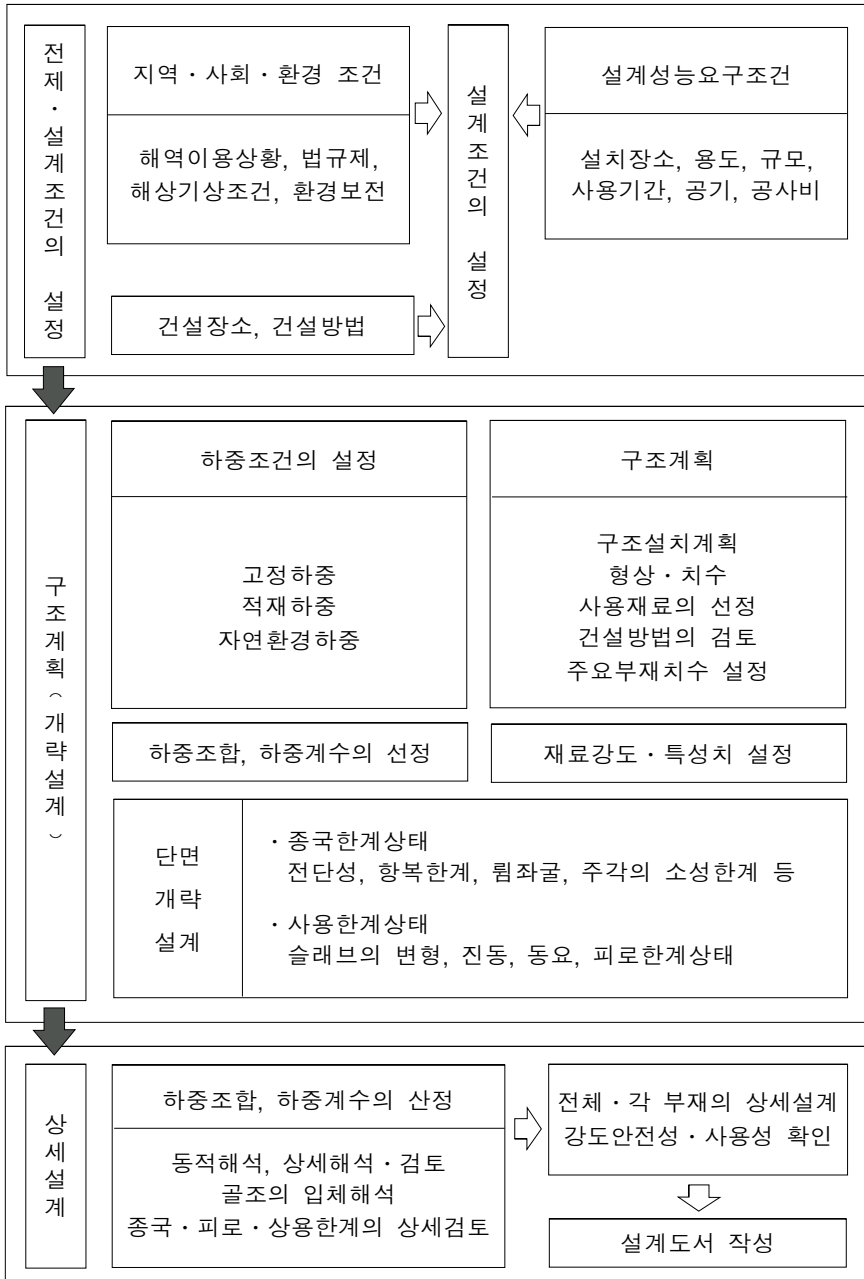 전제・설계조건의 설정
지역・사회・환경 조건
해역이용상황, 법규제,
해상기상조건, 환경보전
건설장소, 건설방법
설계조건의 설정
설계성능요구조건
설치장소, 용도, 규모,
사용기간, 공기, 공사비
구조계획(개략설계)
하중조건의 설정
고정하중
적재하중
자연환경하중
구조계획
구조설치계획
형상・치수
사용재료의 선정
건설방법의 검토
주요부재치수 설정
하중조합, 하중계수의 선정
재료강도・특성치 설정
단면
개략
설계
・종국한계상태
전단성, 항복한계, 휨좌굴, 주각의 소성한계 등
・사용한계상태
슬래브의 변형, 진동, 동요, 피로한계상태
상세설계
하중조합, 하중계수의 산정
동적해석, 상세해석・검토
골조의 입체해석
종국・피로・상용한계의 상세검토
전체・각 부재의 상세설계
강도안전성・사용성 확인
설계도서 작성